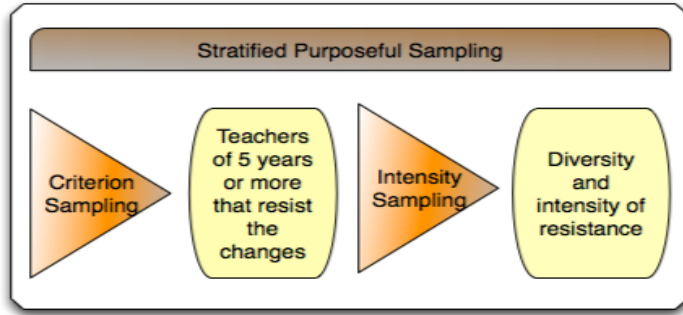 Stratified Purposeful Sampling
Criterion
Sampling
Teachers
of 5 years
or more
that resist
the
changes
Intensity
Sampling
Diversity
and
intensity of
resistance